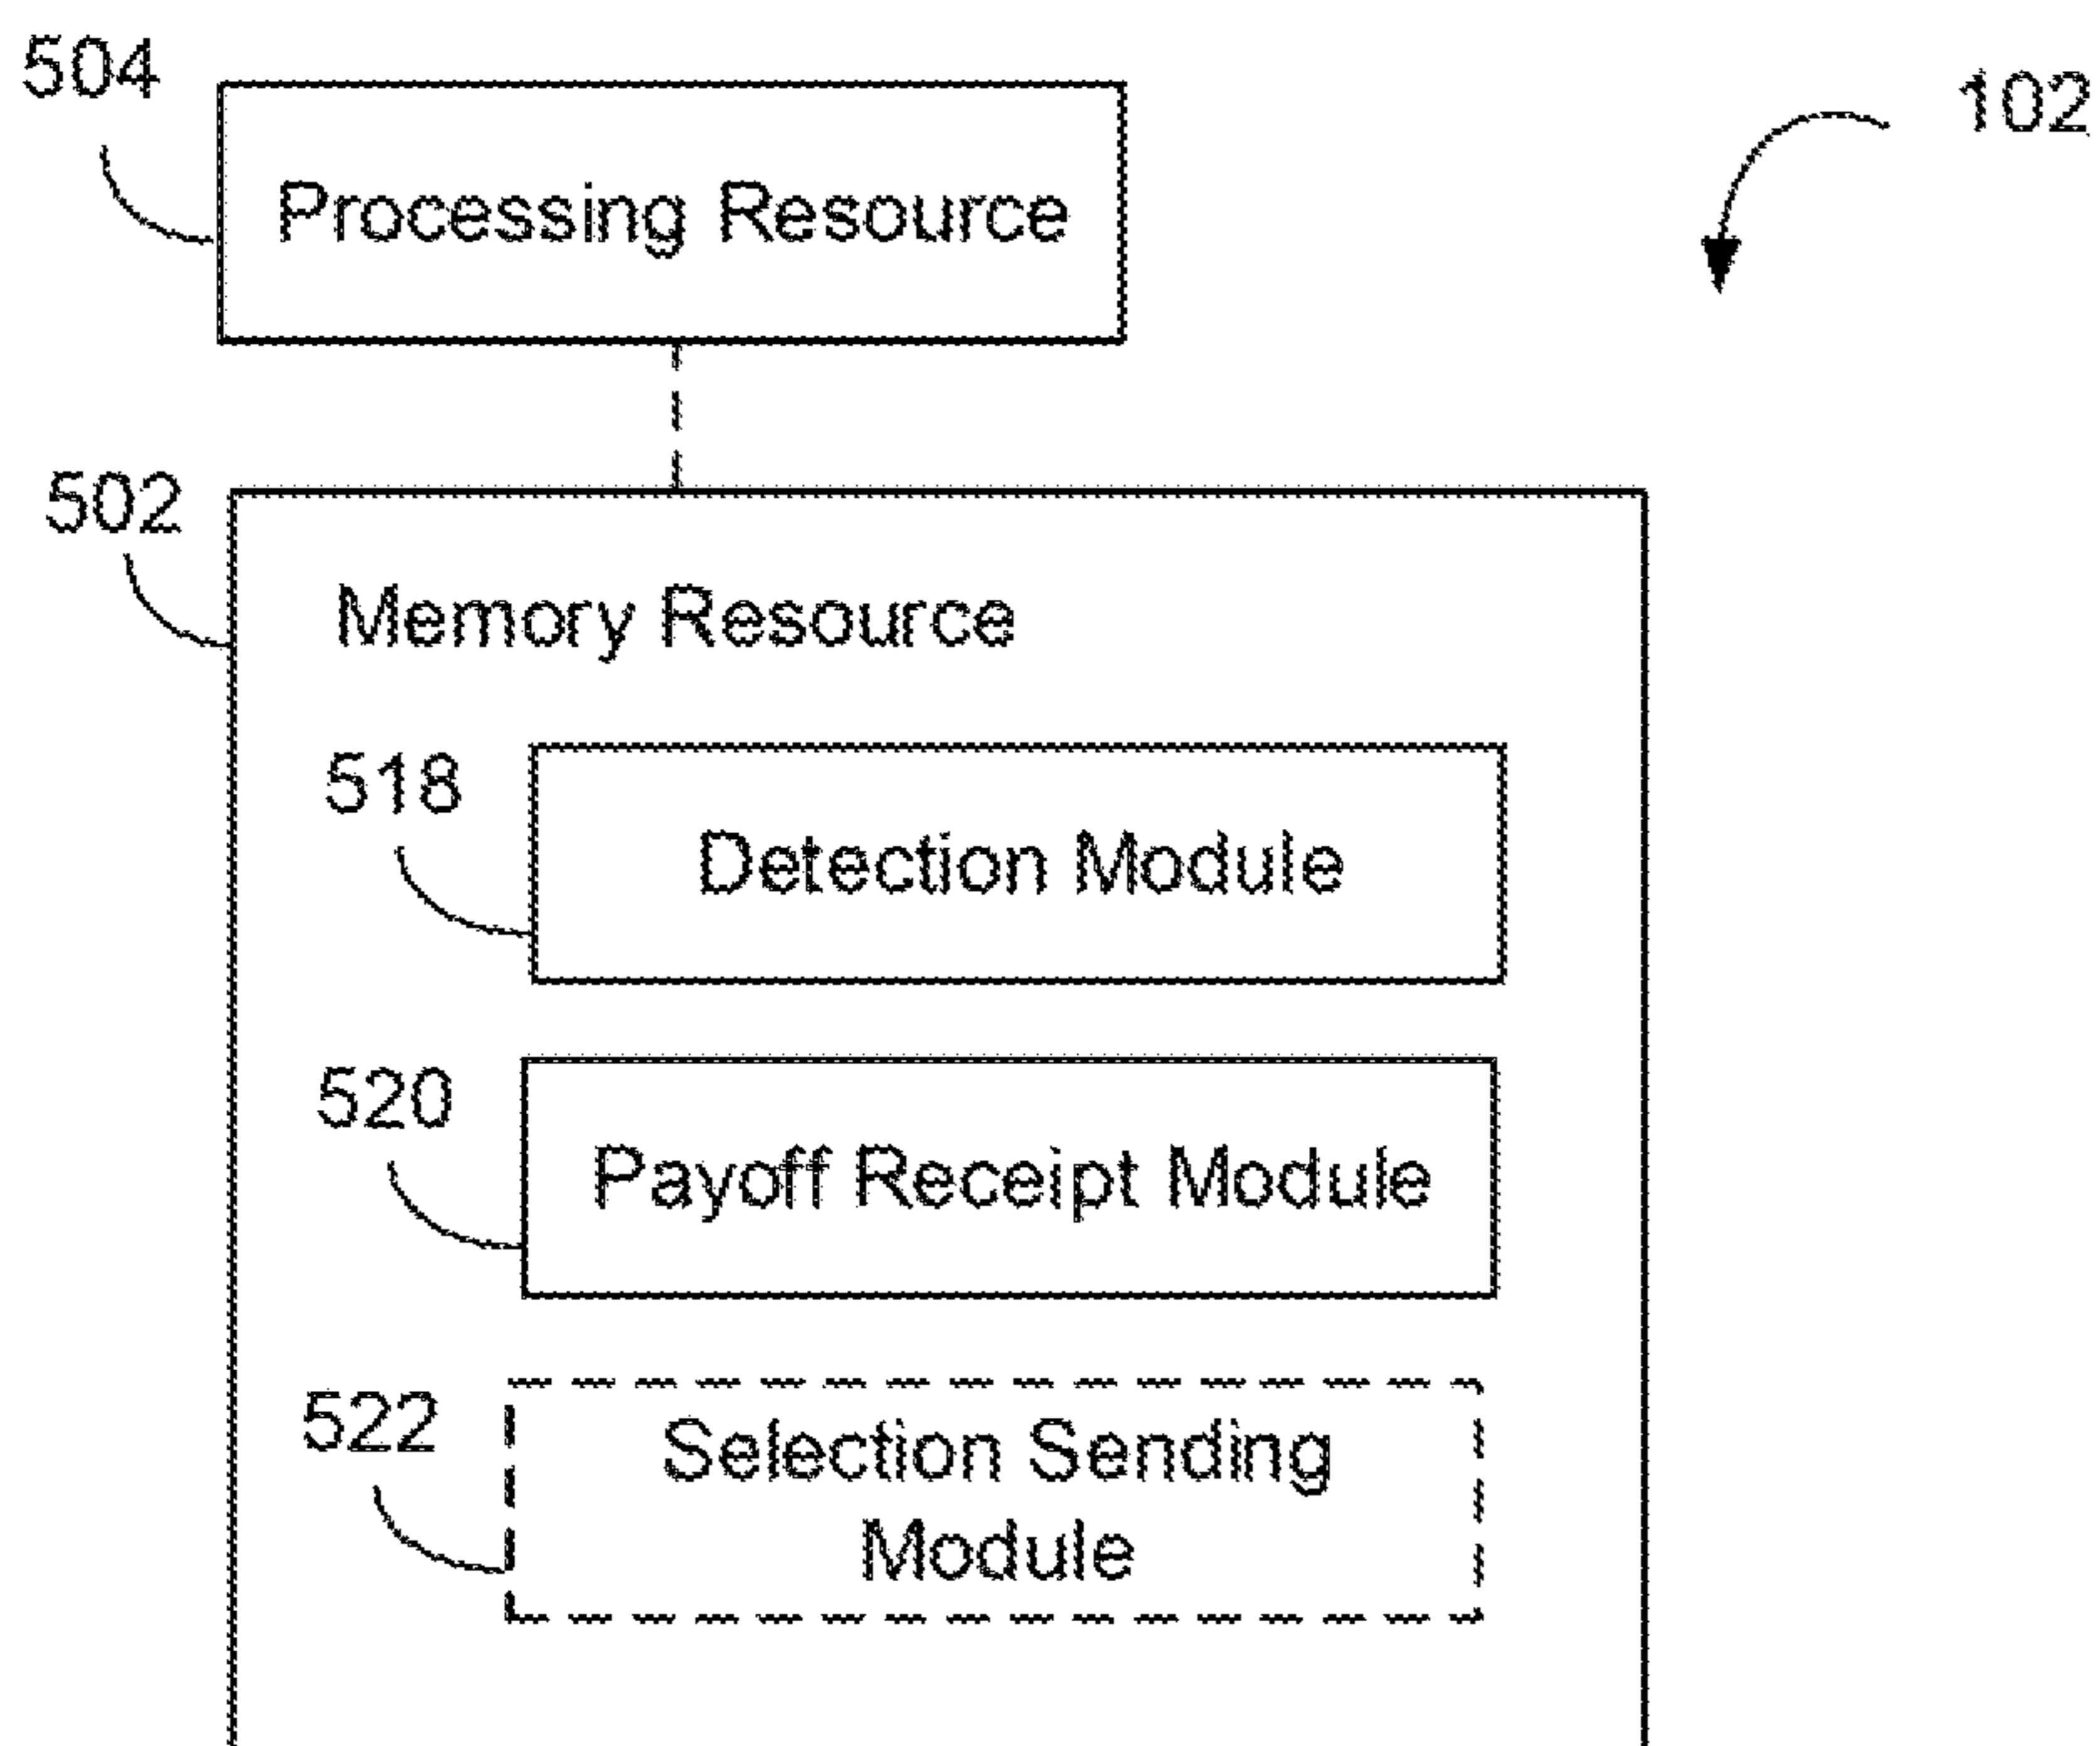 504
102
Processing Resource
502
Memory Resource
518
Detection Module
520
Payoff Receipt Module
522
Selection Sending
Module